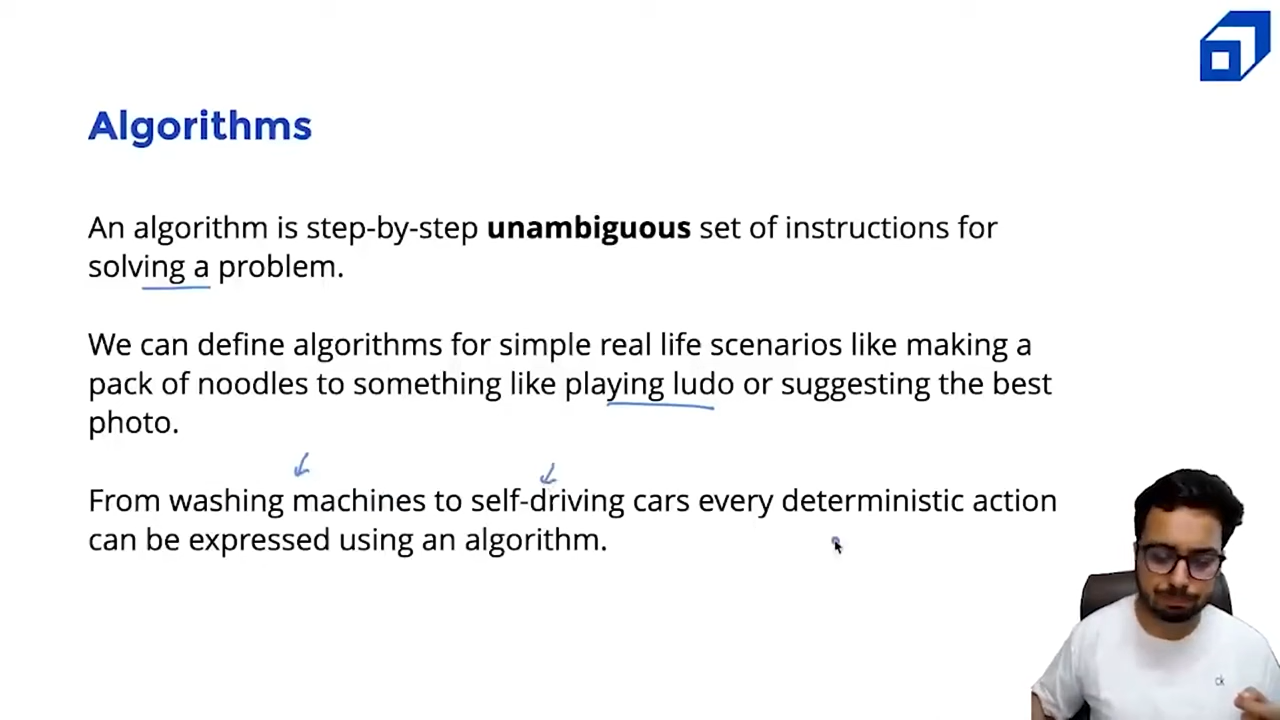 Algorithms
An algorithm is step-by-step unambiguous set of instructions for
solving a problem.
We can define algorithms for simple real life scenarios like making a
pack of noodles to something like playing ludo or suggesting the best
photo.
From washing machines to self-driving cars every deterministic action
can be expressed using an algorithm.
ck